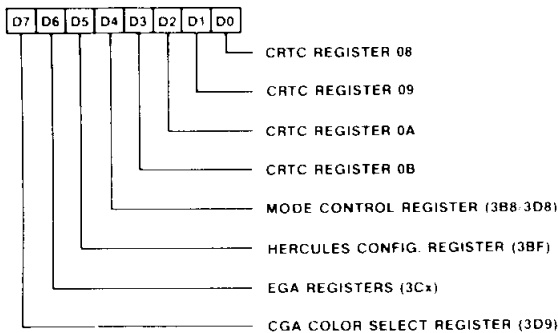 D7 D6 D5 D4 D3 D2 D1 D0
CRTC REGISTER 08
CRTC REGISTER 09
CRTC REGISTER 0A
CRTC REGISTER 0B
MODE CONTROL REGISTER (3B8-3D8)
HERCULES CONFIG. REGISTER (3BF)
EGA REGISTERS (3Cx)
CGA COLOR SELECT REGISTER (3D9)